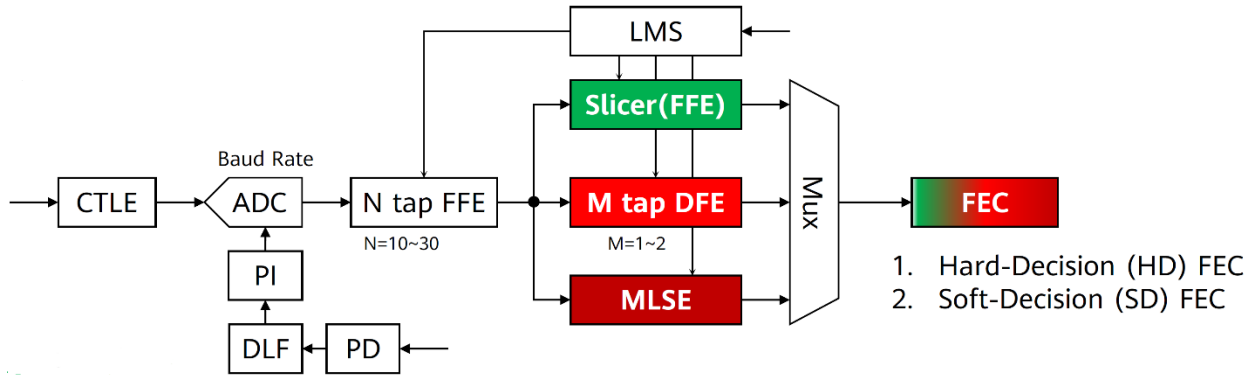 LMS
Slicer(FFE)
Baud Rate
CTLE
ADC
N tap FFE
M tap DFE
Mux
FEC
N=10~30
M=1~2
PI
MLSE
1. Hard-Decision (HD) FEC
2. Soft-Decision (SD) FEC
DLF
PD